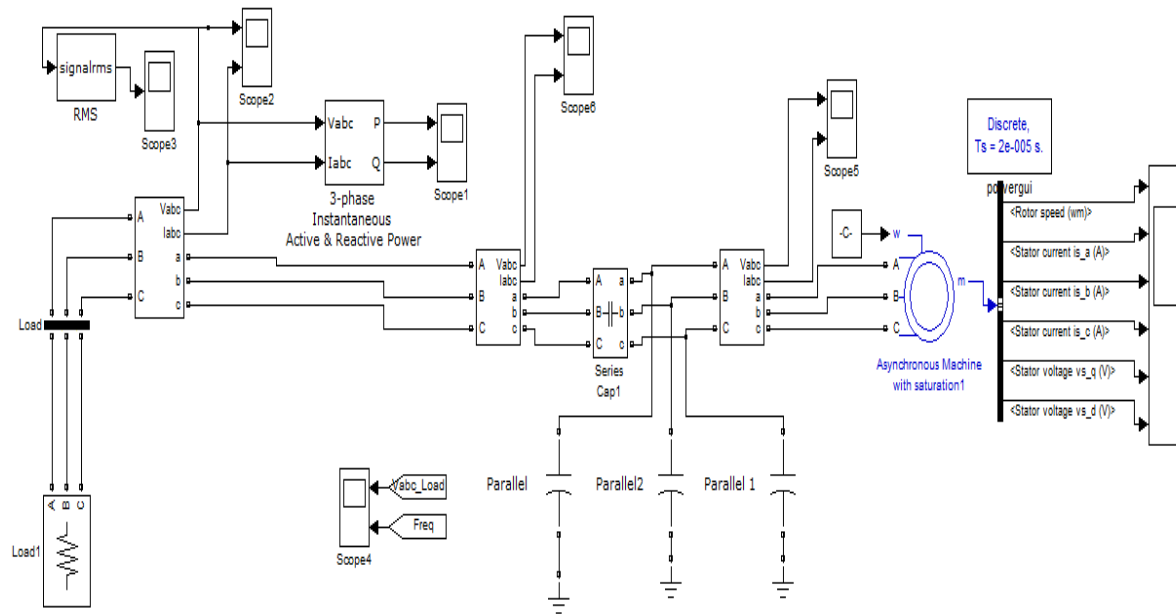 signalrms
RMS
Scope3
Scope2
Scope6
Vabc P
Iabc Q
Scope1
3-phase
Instantaneous
Active & Reactive Power
Scope5
Discrete,
Ts = 2e-005 s.
powergui
<Rotor speed (wm)>
<Stator current is_a (A)>
<Stator current is_b (A)>
<Stator current is_c (A)>
<Stator voltage vs_q (V)>
<Stator voltage vs_d (V)>
A Vabc
Iabc
B a
b
C c
A Vabc
Iabc
B a
b
C c
A a
B b
C c
Series
Cap1
A Vabc
Iabc
B a
b
C c
-C-
w
A
B
C
m
Asynchronous Machine
with saturation1
Load
A B C
Load1
Vabc_Load
Freq
Scope4
Parallel
Parallel2
Parallel 1